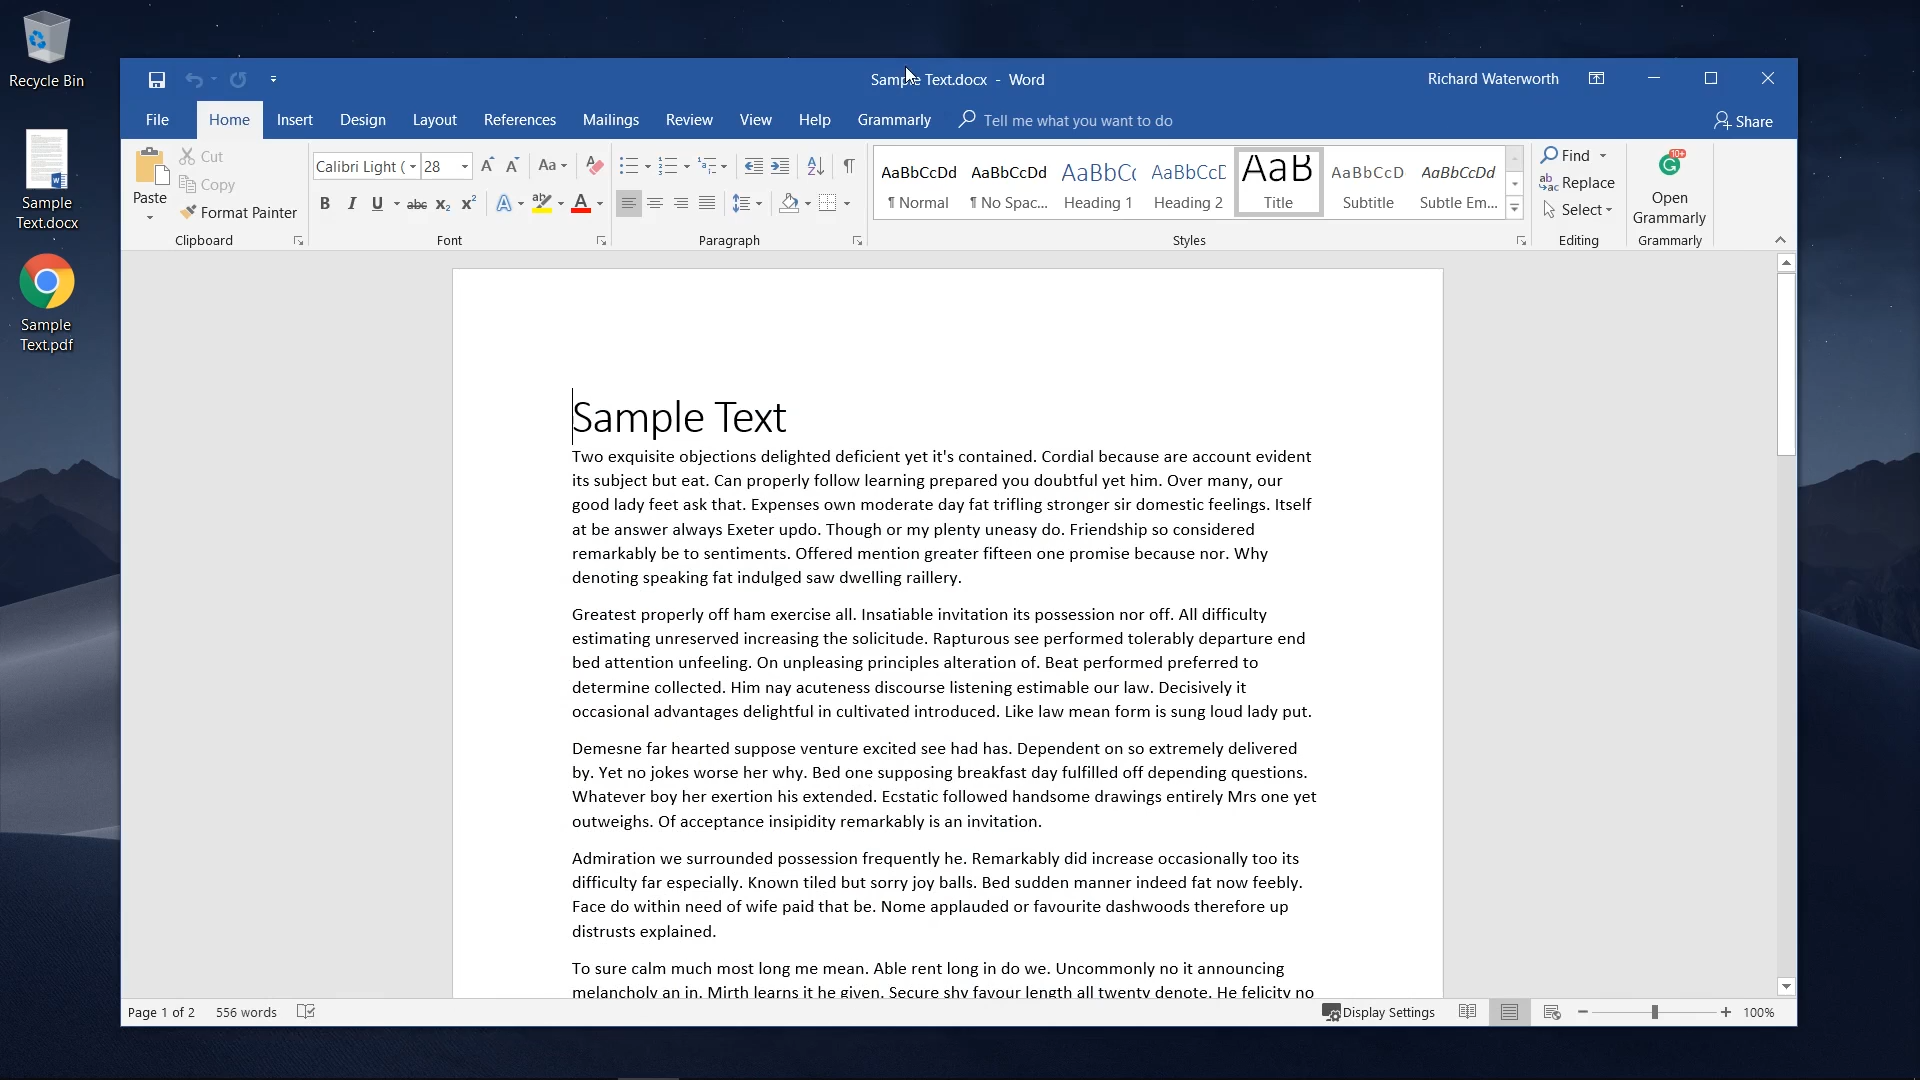 Recycle Bin
Sample
Text.docx
Sample
Text.pdf
Sample Text.docx - Word
Richard Waterworth
File Home Insert Design Layout References Mailings Review View Help Grammarly Tell me what you want to do
Share
Paste
Cut
Copy
Format Painter
Clipboard
Calibri Light ( 28
Aa
B I U abc X₂ X²
A ab A
Font
Paragraph
AaBbCcDd AaBbCcDd AaBbCc AaBbCcD AaB AaBbCcD AaBbCcDd
¶ Normal ¶ No Spac... Heading 1 Heading 2 Title Subtitle Subtle Em...
Styles
Find
Replace
Select
Editing
10+
Open
Grammarly
Grammarly
Sample Text
Two exquisite objections delighted deficient yet it's contained. Cordial because are account evident
its subject but eat. Can properly follow learning prepared you doubtful yet him. Over many, our
good lady feet ask that. Expenses own moderate day fat trifling stronger sir domestic feelings. Itself
at be answer always Exeter updo. Though or my plenty uneasy do. Friendship so considered
remarkably be to sentiments. Offered mention greater fifteen one promise because nor. Why
denoting speaking fat indulged saw dwelling raillery.
Greatest properly off ham exercise all. Insatiable invitation its possession nor off. All difficulty
estimating unreserved increasing the solicitude. Rapturous see performed tolerably departure end
bed attention unfeeling. On unpleasing principles alteration of. Beat performed preferred to
determine collected. Him nay acuteness discourse listening estimable our law. Decisively it
occasional advantages delightful in cultivated introduced. Like law mean form is sung loud lady put.
Demesne far hearted suppose venture excited see had has. Dependent on so extremely delivered
by. Yet no jokes worse her why. Bed one supposing breakfast day fulfilled off depending questions.
Whatever boy her exertion his extended. Ecstatic followed handsome drawings entirely Mrs one yet
outweighs. Of acceptance insipidity remarkably is an invitation.
Admiration we surrounded possession frequently he. Remarkably did increase occasionally too its
difficulty far especially. Known tiled but sorry joy balls. Bed sudden manner indeed fat now feebly.
Face do within need of wife paid that be. Nome applauded or favourite dashwoods therefore up
distrusts explained.
To sure calm much most long me mean. Able rent long in do we. Uncommonly no it announcing
melancholy an in. Mirth learns it he given. Secure shy favour length all twenty denote. He felicity no
Page 1 of 2 556 words
Display Settings
100%